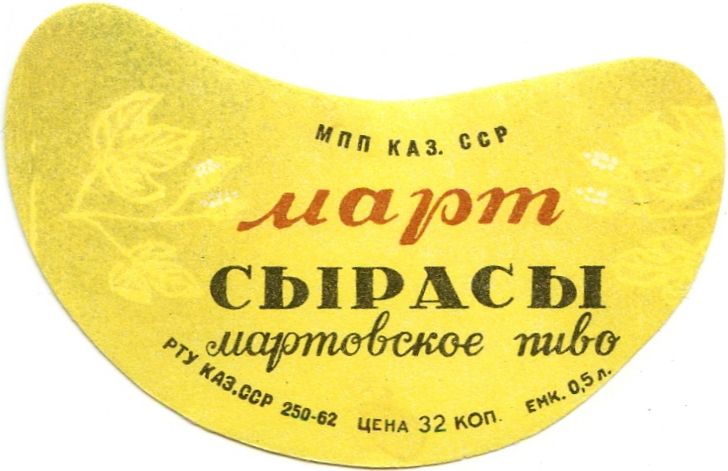 МПП КАЗ. ССР
март
СЫРАСЫ
мартовское пиво
РТУ КАЗ.ССР 250-62 ЦЕНА 32 КОП. ЕМК. 0,5 л.